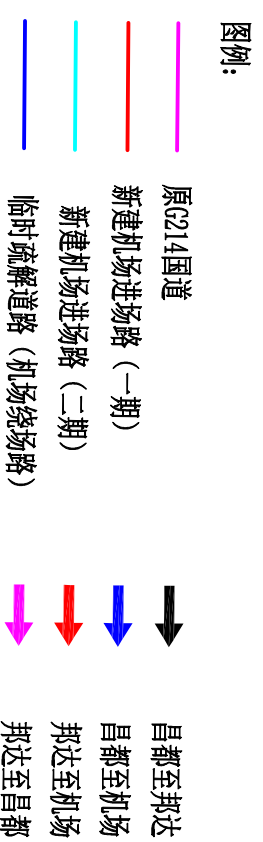 图例:
原G214国道
新建机场进场路（一期）
新建机场进场路（二期）
临时疏解道路（机场绕场路）
昌都至邦达
昌都至机场
邦达至机场
邦达至昌都